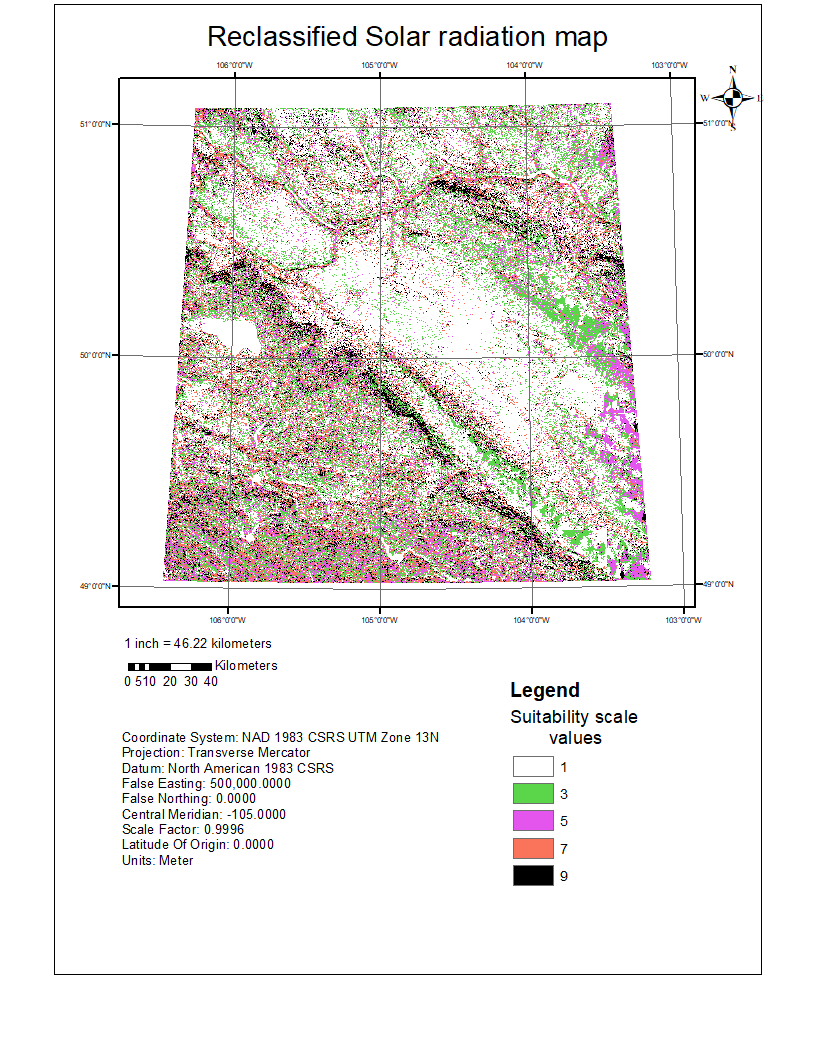 Reclassified Solar radiation map
106°0'0"W 105°0'0"W 104°0'0"W 103°0'0"W
N
W E
S
51°0'0"N 51°0'0"N
50°0'0"N 50°0'0"N
49°0'0"N 49°0'0"N
106°0'0"W 105°0'0"W 104°0'0"W 103°0'0"W
1 inch = 46.22 kilometers
Kilometers
0 5 10 20 30 40
Coordinate System: NAD 1983 CSRS UTM Zone 13N
Projection: Transverse Mercator
Datum: North American 1983 CSRS
False Easting: 500,000.0000
False Northing: 0.0000
Central Meridian: -105.0000
Scale Factor: 0.9996
Latitude Of Origin: 0.0000
Units: Meter
Legend
Suitability scale
values
1
3
5
7
9